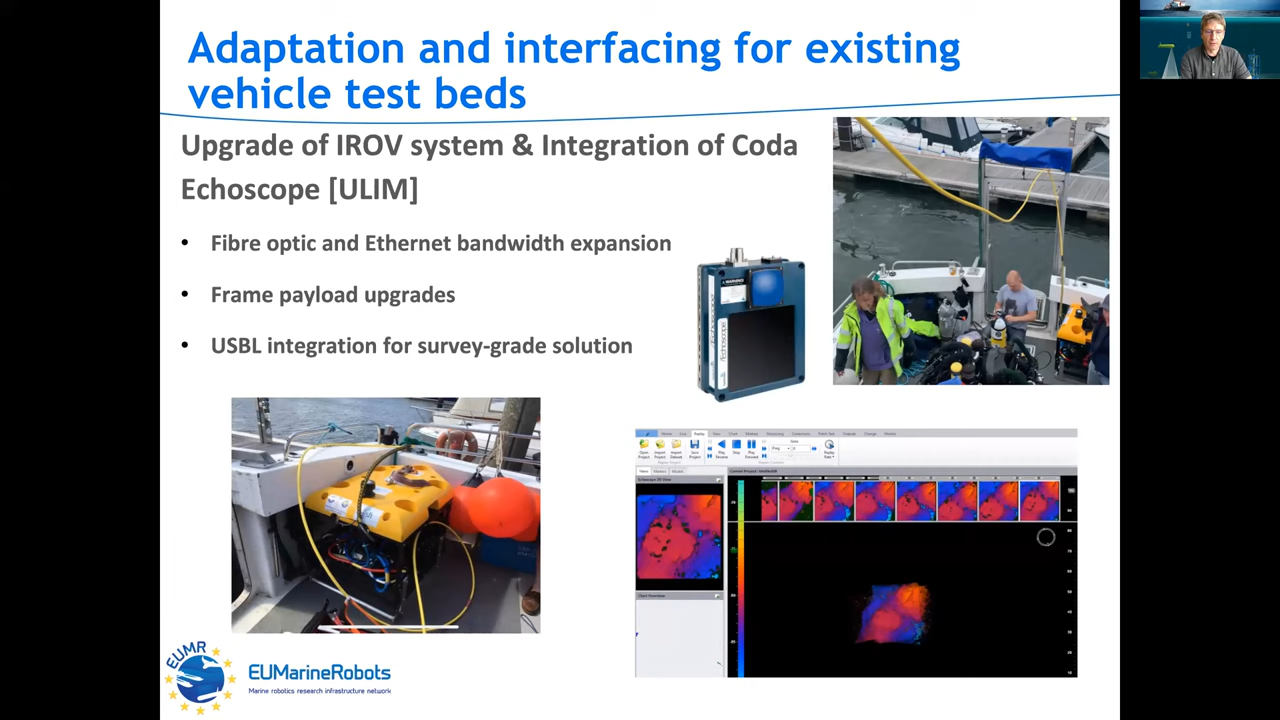 Adaptation and interfacing for existing
vehicle test beds
Upgrade of IROV system & Integration of Coda
Echoscope [ULIM]
• Fibre optic and Ethernet bandwidth expansion
• Frame payload upgrades
• USBL integration for survey-grade solution
WARNING
Echoscope
EUMR
EUMarineRobots
Marine robotics research infrastructure network